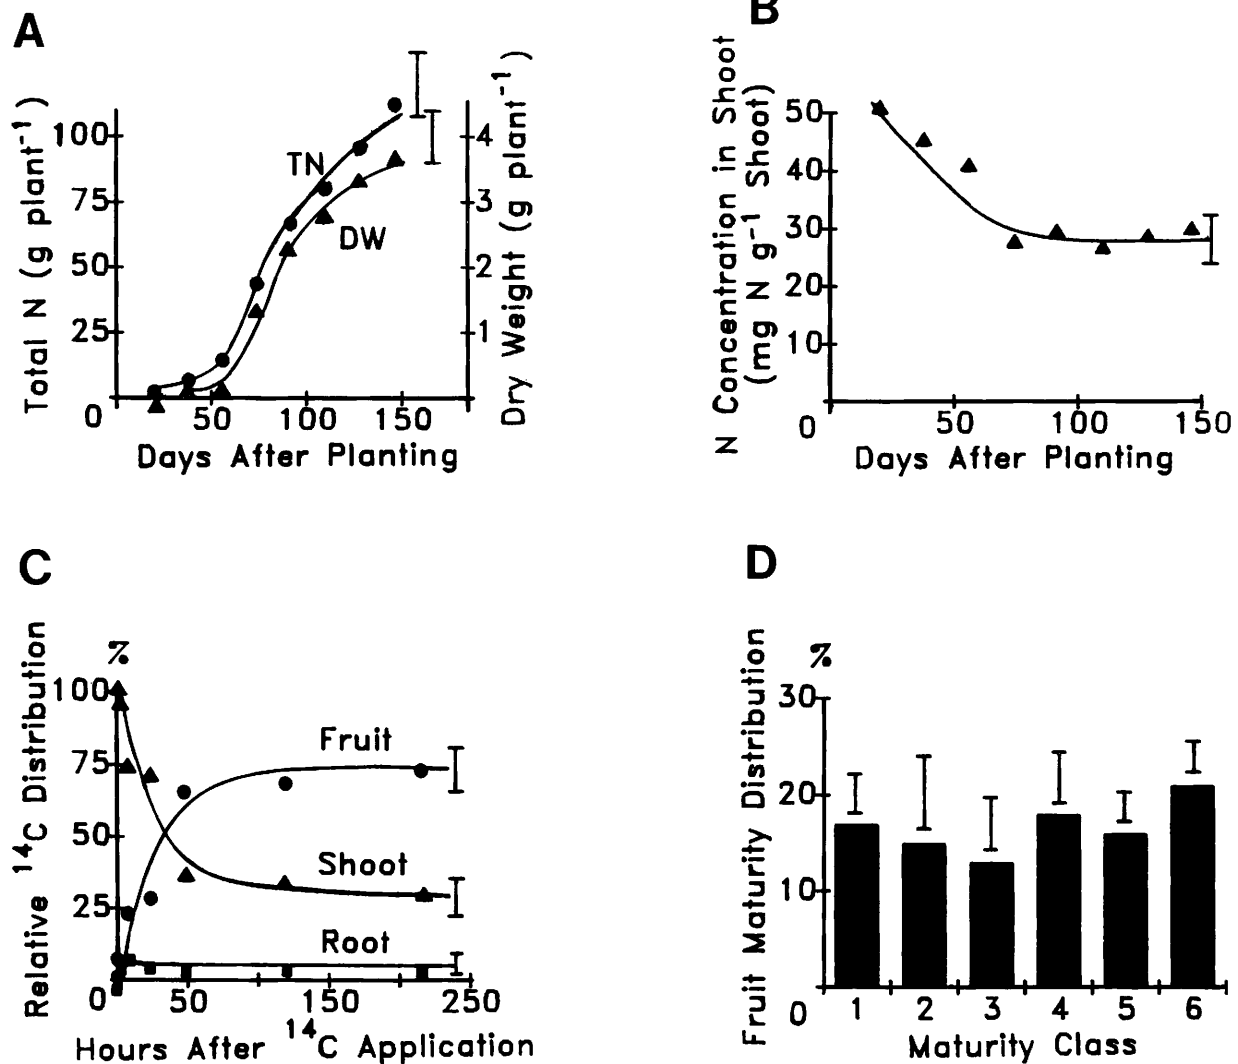 A
Total N (g plant⁻¹)
100
75
50
25
0
TN
DW
4
3
2
1
Dry Weight (g plant⁻¹)
50 100 150
Days After Planting
B
N Concentration in Shoot
(mg N g⁻¹ Shoot)
50
40
30
20
10
0
50 100 150
Days After Planting
C
Relative ¹⁴C Distribution
%
100
75
50
25
0
Fruit
Shoot
Root
50 150 250
Hours After ¹⁴C Application
D
Fruit Maturity Distribution
%
30
20
10
0
1 2 3 4 5 6
Maturity Class